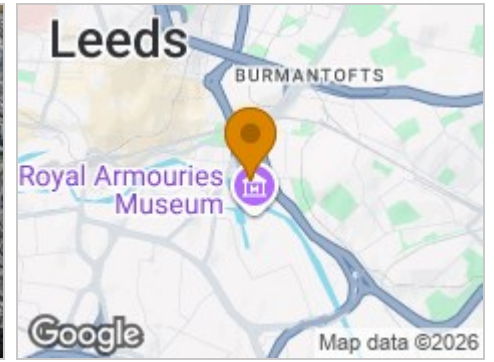 Leeds
BURMANTOFTS
Royal Armouries
Museum
Google
Map data ©2026